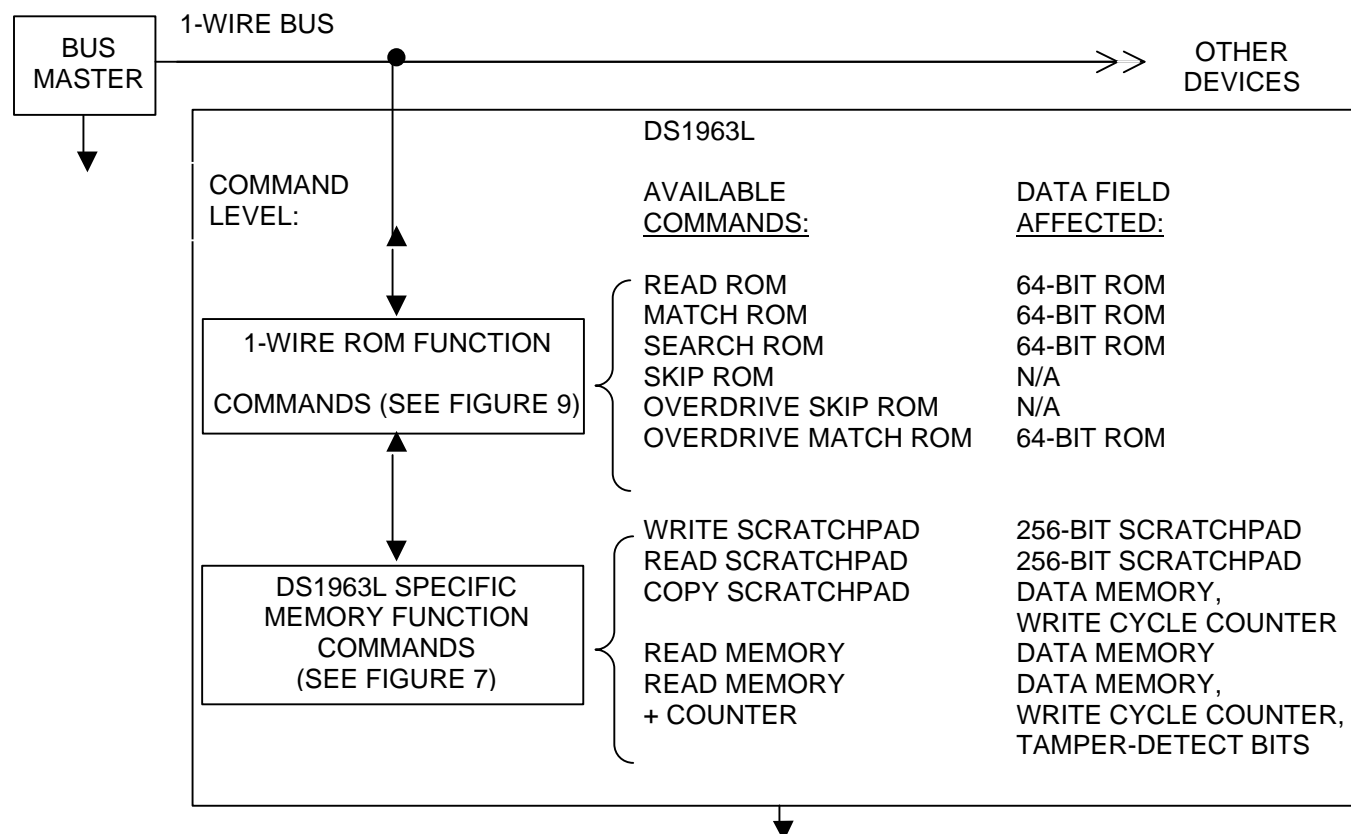 1-WIRE BUS
BUS
MASTER
OTHER
DEVICES
DS1963L
COMMAND
LEVEL:
AVAILABLE
COMMANDS:
DATA FIELD
AFFECTED:
1-WIRE ROM FUNCTION
COMMANDS (SEE FIGURE 9)
READ ROM 64-BIT ROM
MATCH ROM 64-BIT ROM
SEARCH ROM 64-BIT ROM
SKIP ROM N/A
OVERDRIVE SKIP ROM N/A
OVERDRIVE MATCH ROM 64-BIT ROM
DS1963L SPECIFIC
MEMORY FUNCTION
COMMANDS
(SEE FIGURE 7)
WRITE SCRATCHPAD 256-BIT SCRATCHPAD
READ SCRATCHPAD 256-BIT SCRATCHPAD
COPY SCRATCHPAD DATA MEMORY,
WRITE CYCLE COUNTER
READ MEMORY DATA MEMORY
READ MEMORY DATA MEMORY,
+ COUNTER WRITE CYCLE COUNTER,
TAMPER-DETECT BITS